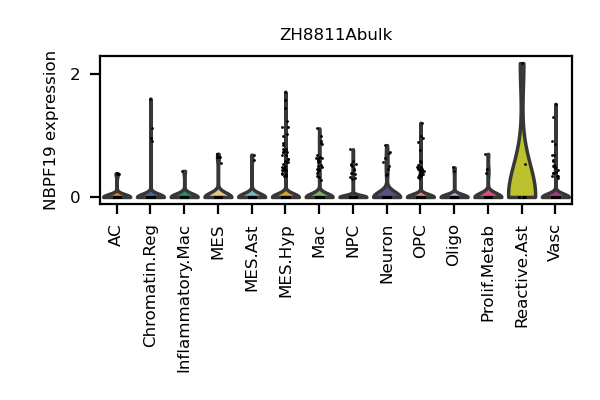 ZH8811Abulk
NBPF19 expression
2
0
AC
Chromatin.Reg
Inflammatory.Mac
MES
MES.Ast
MES.Hyp
Mac
NPC
Neuron
OPC
Oligo
Prolif.Metab
Reactive.Ast
Vasc